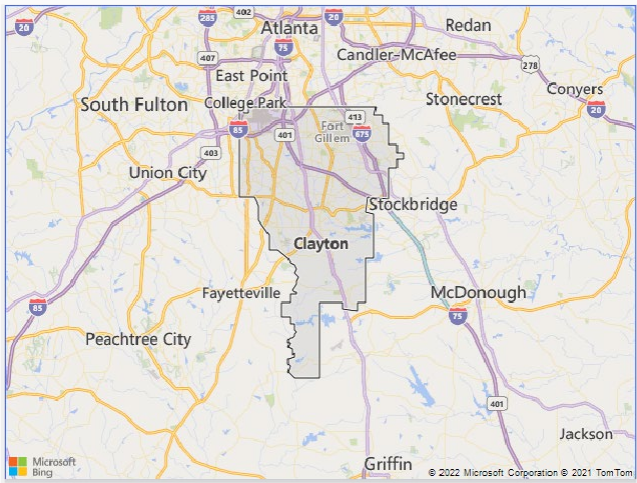 285
402
20
Redan
20
Atlanta
75
Candler-McAfee
407
278
East Point
Conyers
South Fulton
College Park
Stonecrest
20
413
Fort
Gillem
85
401
675
403
Union City
Stockbridge
Clayton
Fayetteville
McDonough
85
75
Peachtree City
401
Jackson
Microsoft
Bing
Griffin
© 2022 Microsoft Corporation © 2021 TomTom